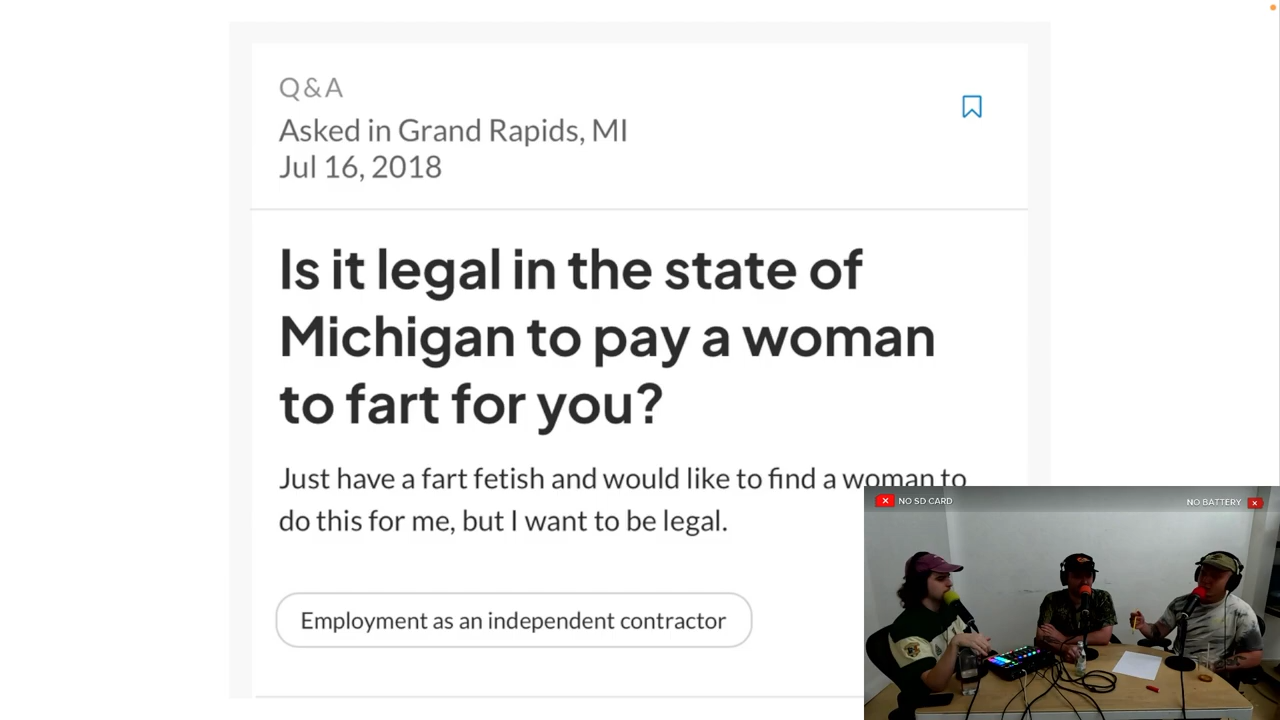 Q&A
Asked in Grand Rapids, MI
Jul 16, 2018
Is it legal in the state of
Michigan to pay a woman
to fart for you?
Just have a fart fetish and would like to find a woman to
do this for me, but I want to be legal.
NO SD CARD
NO BATTERY
Employment as an independent contractor